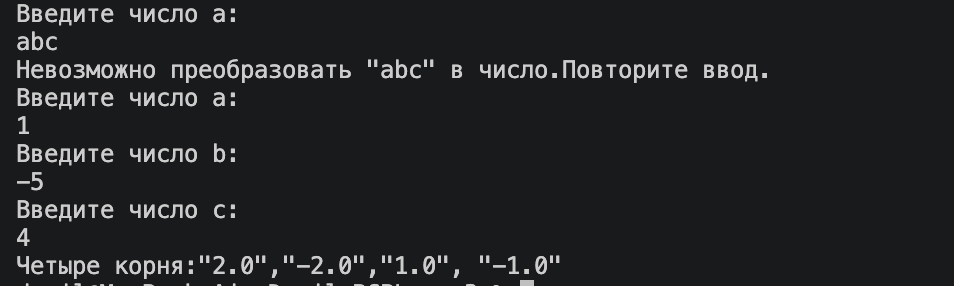 Введите число a:
abc
Невозможно преобразовать "abc" в число.Повторите ввод.
Введите число a:
1
Введите число b:
-5
Введите число c:
4
Четыре корня:"2.0","-2.0","1.0", "-1.0"